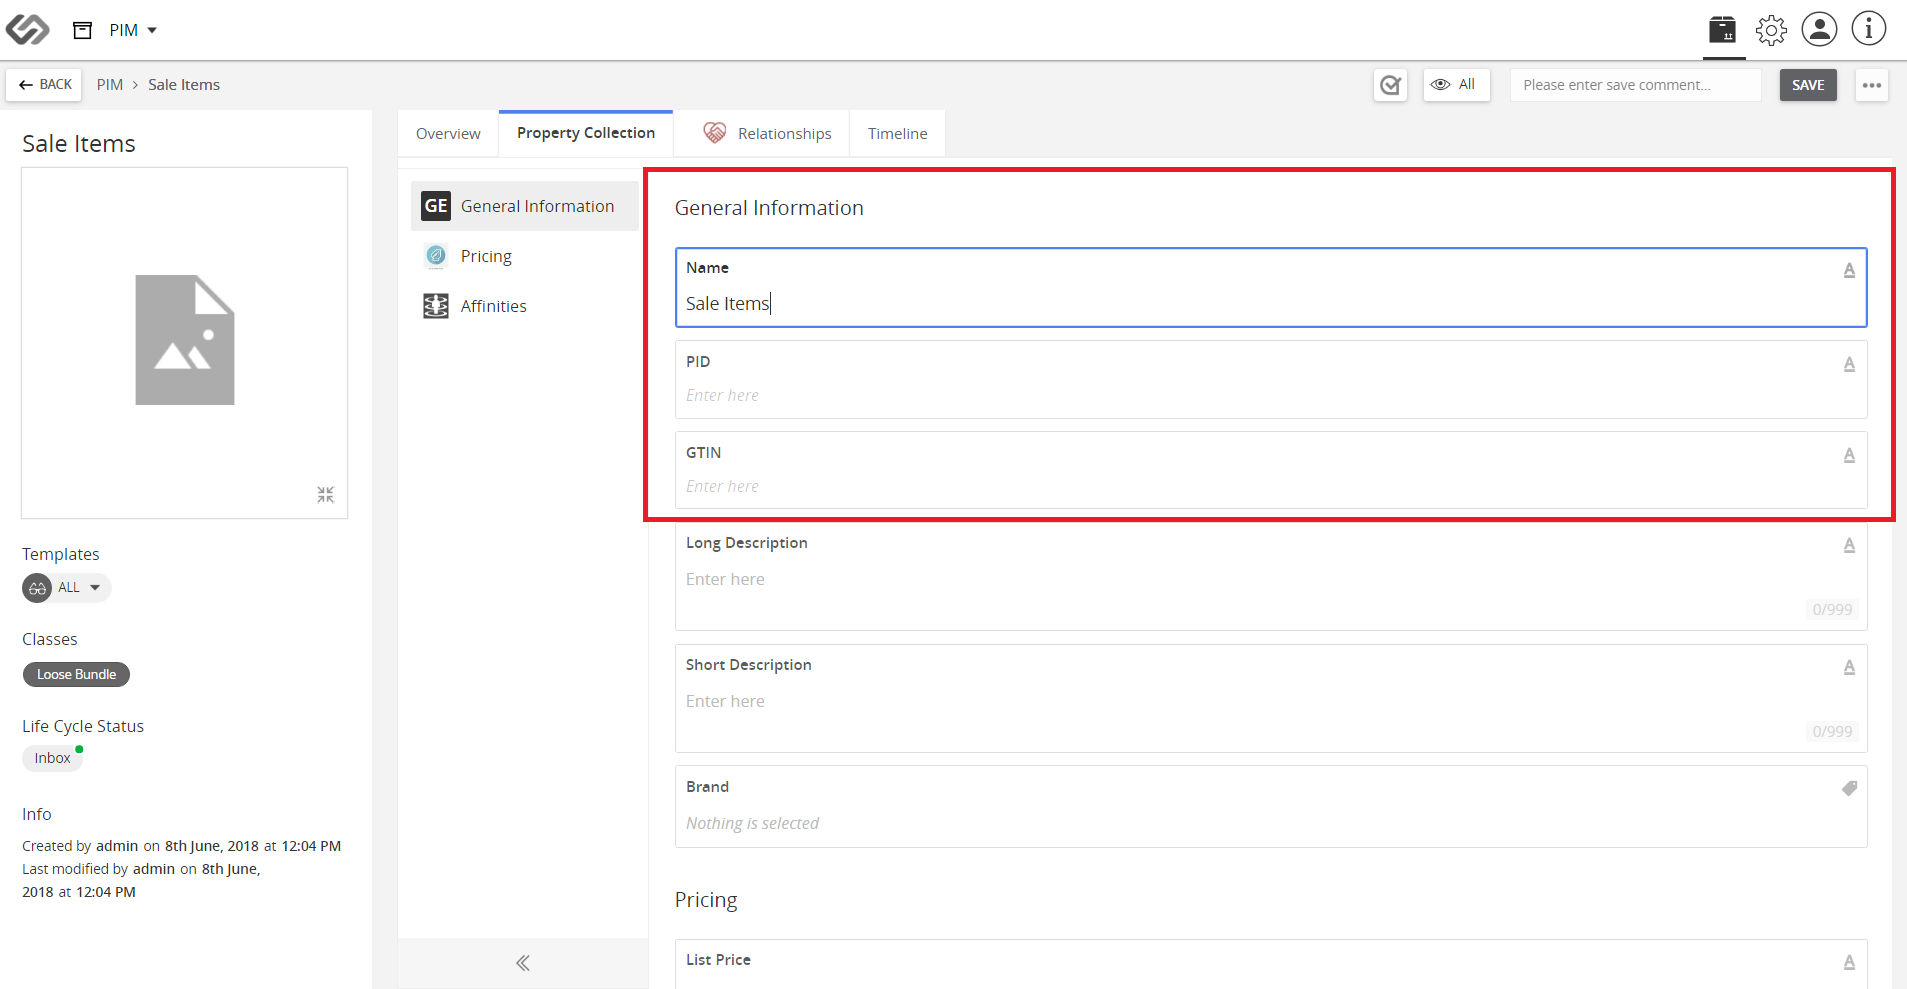 PIM
BACK
PIM > Sale Items
All
Please enter save comment...
SAVE
Sale Items
Overview
Property Collection
Relationships
Timeline
GE General Information
Pricing
Affinities
General Information
Name
Sale Items
PID
Enter here
GTIN
Enter here
Long Description
Enter here
0/999
Short Description
Enter here
0/999
Brand
Nothing is selected
Pricing
List Price
Templates
ALL
Classes
Loose Bundle
Life Cycle Status
Inbox
Info
Created by admin on 8th June, 2018 at 12:04 PM
Last modified by admin on 8th June,
2018 at 12:04 PM